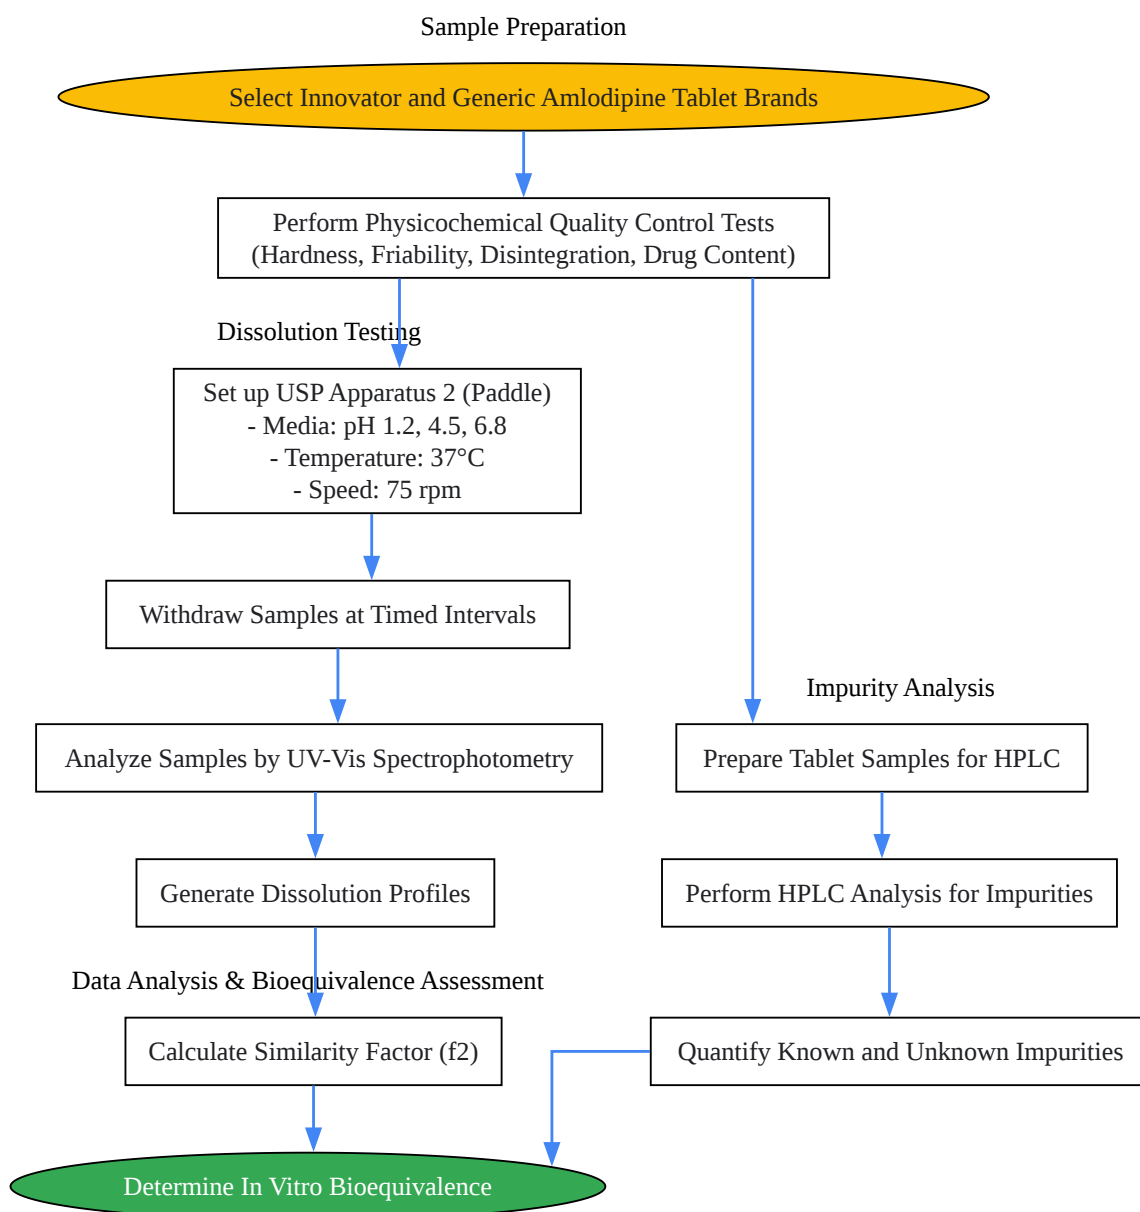 Sample Preparation
Select Innovator and Generic Amlodipine Tablet Brands
Perform Physicochemical Quality Control Tests
(Hardness, Friability, Disintegration, Drug Content)
Dissolution Testing
Set up USP Apparatus 2 (Paddle)
- Media: pH 1.2, 4.5, 6.8
- Temperature: 37°C
- Speed: 75 rpm
Withdraw Samples at Timed Intervals
Analyze Samples by UV-Vis Spectrophotometry
Generate Dissolution Profiles
Impurity Analysis
Prepare Tablet Samples for HPLC
Perform HPLC Analysis for Impurities
Quantify Known and Unknown Impurities
Data Analysis & Bioequivalence Assessment
Calculate Similarity Factor (f2)
Determine In Vitro Bioequivalence